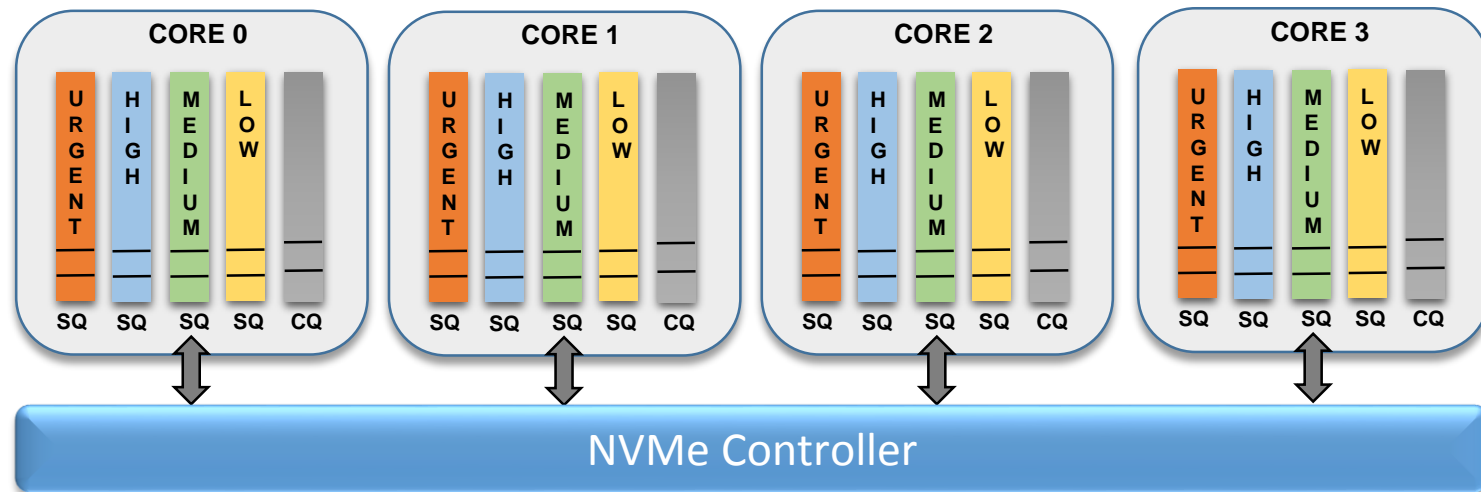 CORE 0
URGENT
HIGH
MEDIUM
LOW
SQ SQ SQ SQ CQ
CORE 1
URGENT
HIGH
MEDIUM
LOW
SQ SQ SQ SQ CQ
CORE 2
URGENT
HIGH
MEDIUM
LOW
SQ SQ SQ SQ CQ
CORE 3
URGENT
HIGH
MEDIUM
LOW
SQ SQ SQ SQ CQ
NVMe Controller